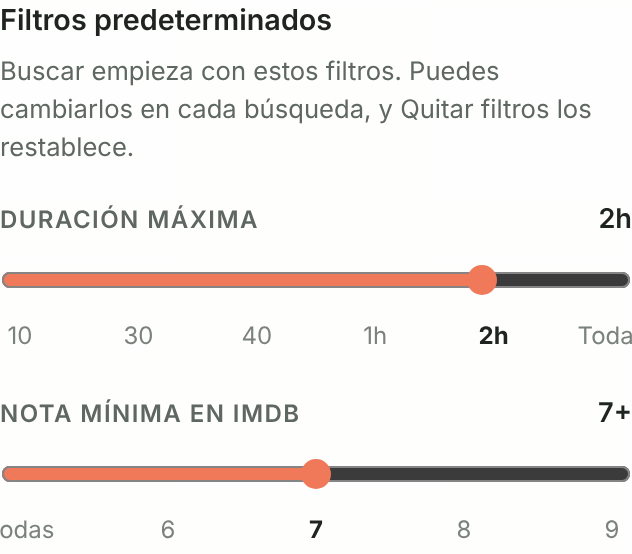 Filtros predeterminados
Buscar empieza con estos filtros. Puedes
cambiarlos en cada búsqueda, y Quitar filtros los
restablece.
DURACIÓN MÁXIMA 2h
10 30 40 1h 2h Toda
NOTA MÍNIMA EN IMDB 7+
odas 6 7 8 9